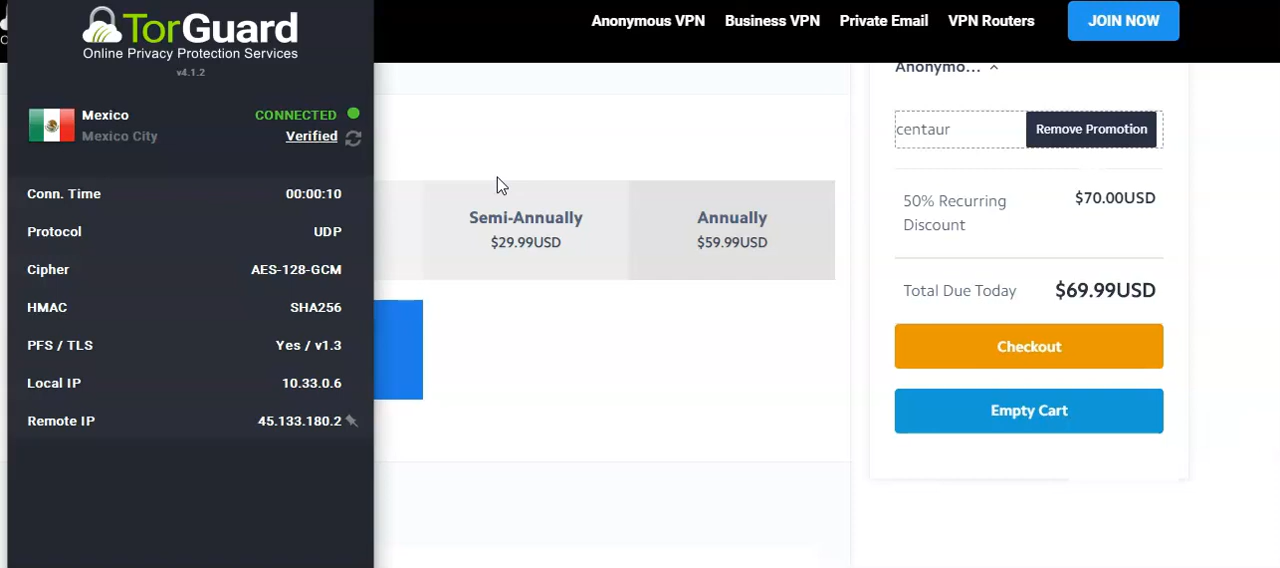 TorGuard
Online Privacy Protection Services
v4.1.2
Mexico
CONNECTED
Mexico City
Verified
Conn. Time
00:00:10
Protocol
UDP
Cipher
AES-128-GCM
HMAC
SHA256
PFS / TLS
Yes / v1.3
Local IP
10.33.0.6
Remote IP
45.133.180.2
Anonymous VPN
Business VPN
Private Email
VPN Routers
JOIN NOW
Semi-Annually
$29.99USD
Annually
$59.99USD
Anonymo...
centaur
Remove Promotion
50% Recurring
Discount
$70.00USD
Total Due Today
$69.99USD
Checkout
Empty Cart